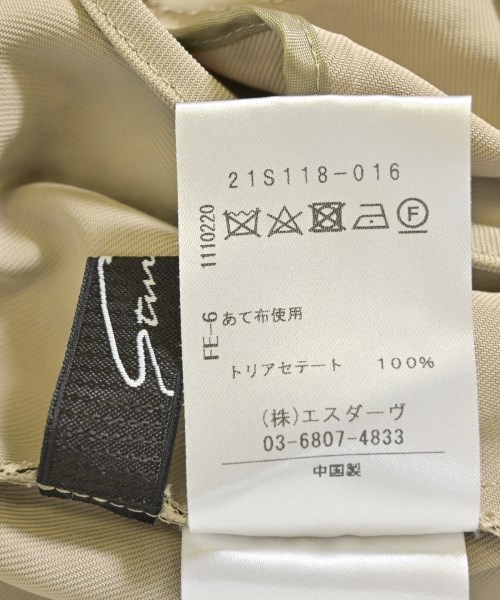 21S118-016
1110220
F
FE-6
あて布使用
トリアセテート 100%
(株)エスダーヴ
03-6807-4833
中国製